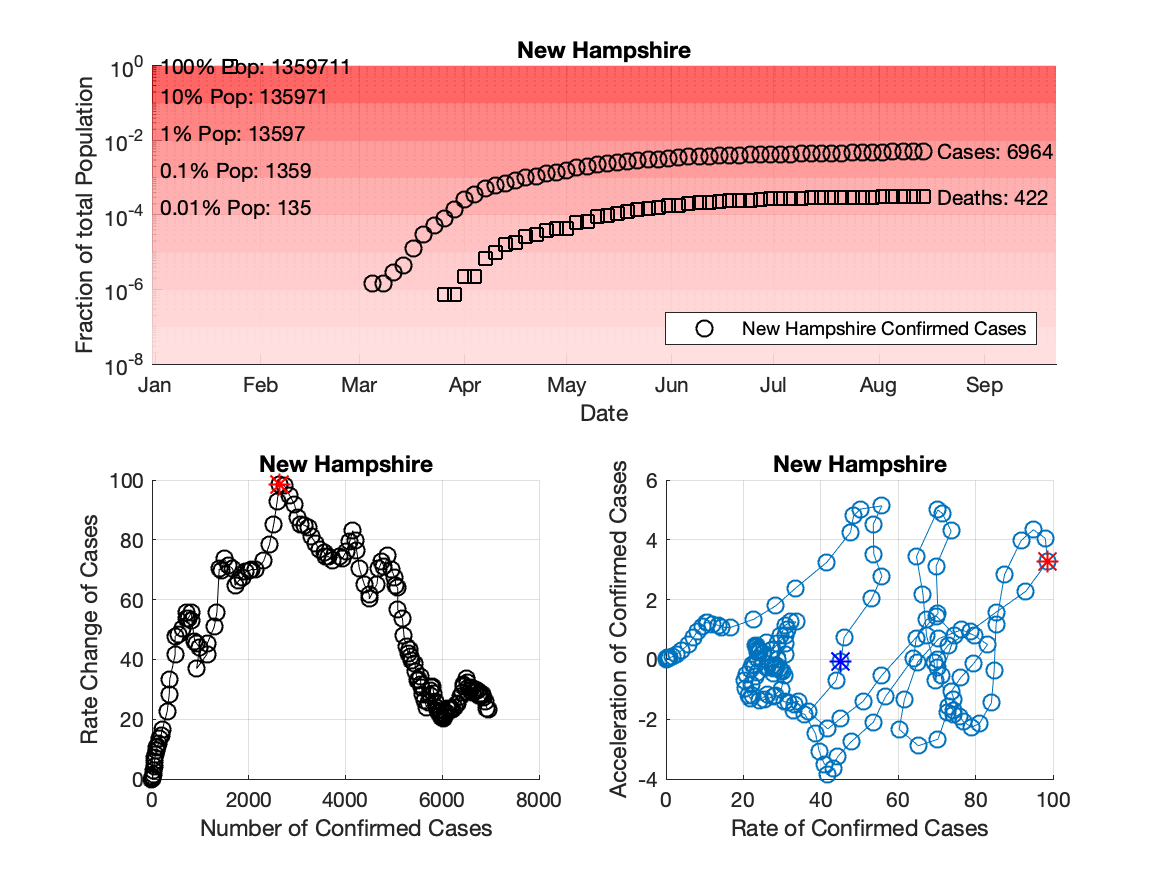 New Hampshire
10^0
10^-2
10^-4
10^-6
10^-8
Fraction of total Population
100% Pop: 1359711
10% Pop: 135971
1% Pop: 13597
0.1% Pop: 1359
0.01% Pop: 135
Cases: 6964
Deaths: 422
New Hampshire Confirmed Cases
Jan Feb Mar Apr May Jun Jul Aug Sep
Date
New Hampshire
100
80
60
40
20
0
Rate Change of Cases
0 2000 4000 6000 8000
Number of Confirmed Cases
New Hampshire
6
4
2
0
-2
-4
Acceleration of Confirmed Cases
0 20 40 60 80 100
Rate of Confirmed Cases